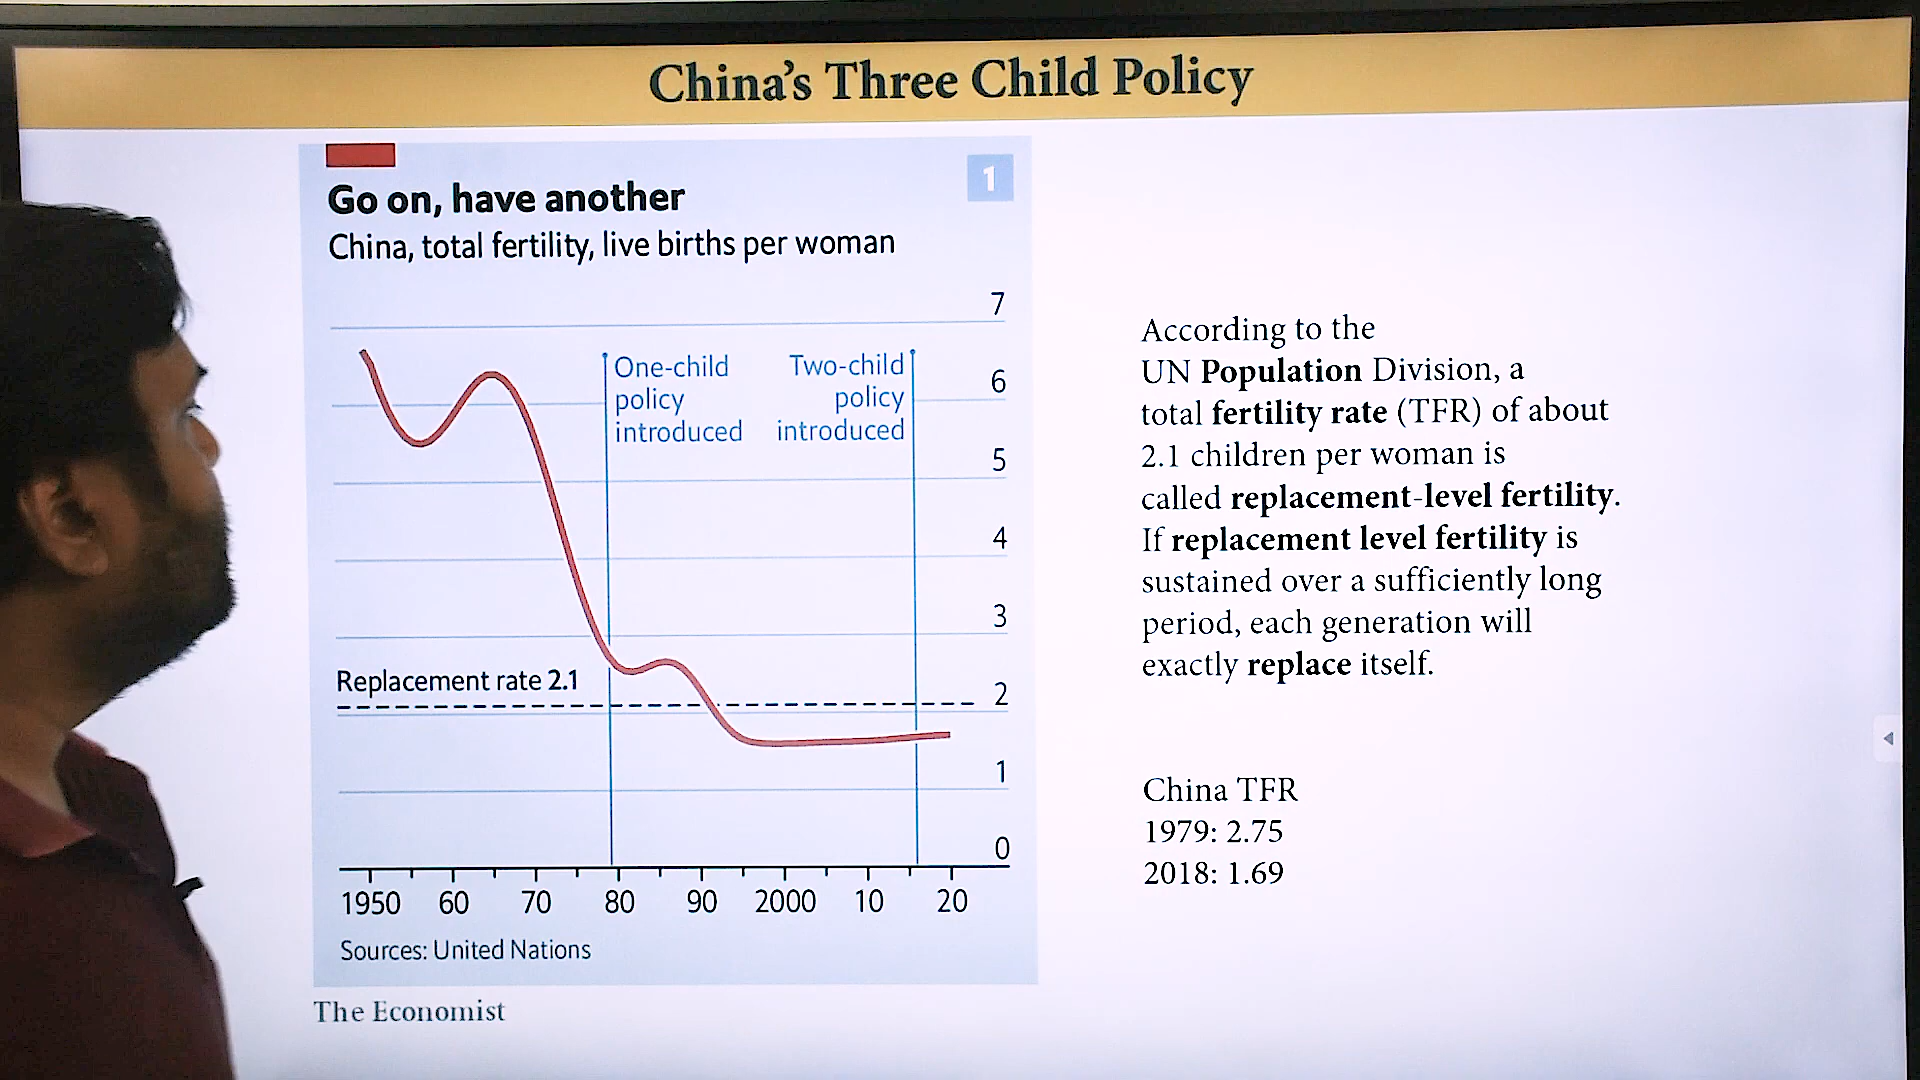 China's Three Child Policy
1
Go on, have another
China, total fertility, live births per woman
7
6
5
4
3
2
1
0
One-child
policy
introduced
Two-child
policy
introduced
Replacement rate 2.1
1950 60 70 80 90 2000 10 20
Sources: United Nations
The Economist
According to the
UN Population Division, a
total fertility rate (TFR) of about
2.1 children per woman is
called replacement-level fertility.
If replacement level fertility is
sustained over a sufficiently long
period, each generation will
exactly replace itself.
China TFR
1979: 2.75
2018: 1.69